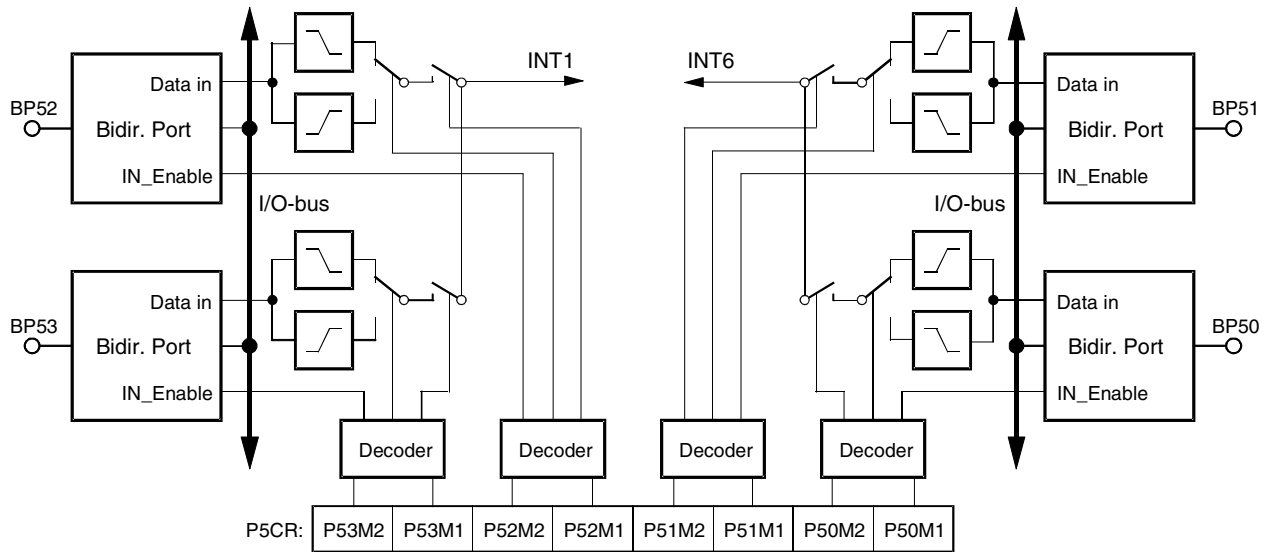 INT1
INT6
Data in
BP52
Bidir. Port
IN_Enable
Data in
BP51
Bidir. Port
IN_Enable
I/O-bus
I/O-bus
Data in
BP53
Bidir. Port
IN_Enable
Data in
BP50
Bidir. Port
IN_Enable
Decoder
Decoder
Decoder
Decoder
P5CR: P53M2 P53M1 P52M2 P52M1 P51M2 P51M1 P50M2 P50M1